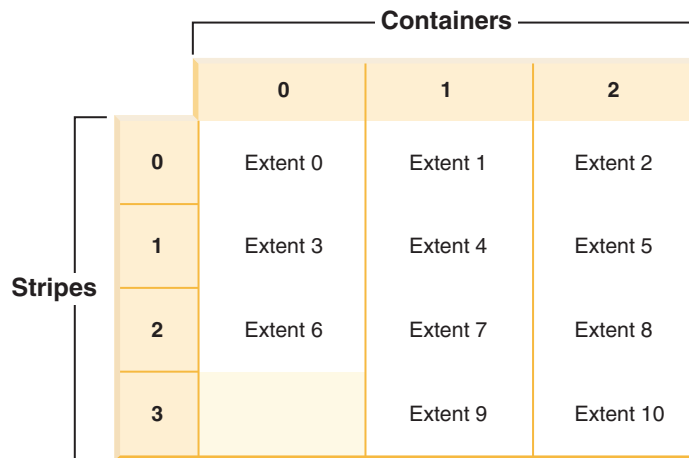 Containers
0 1 2
0 Extent 0 Extent 1 Extent 2
1 Extent 3 Extent 4 Extent 5
Stripes
2 Extent 6 Extent 7 Extent 8
3 Extent 9 Extent 10